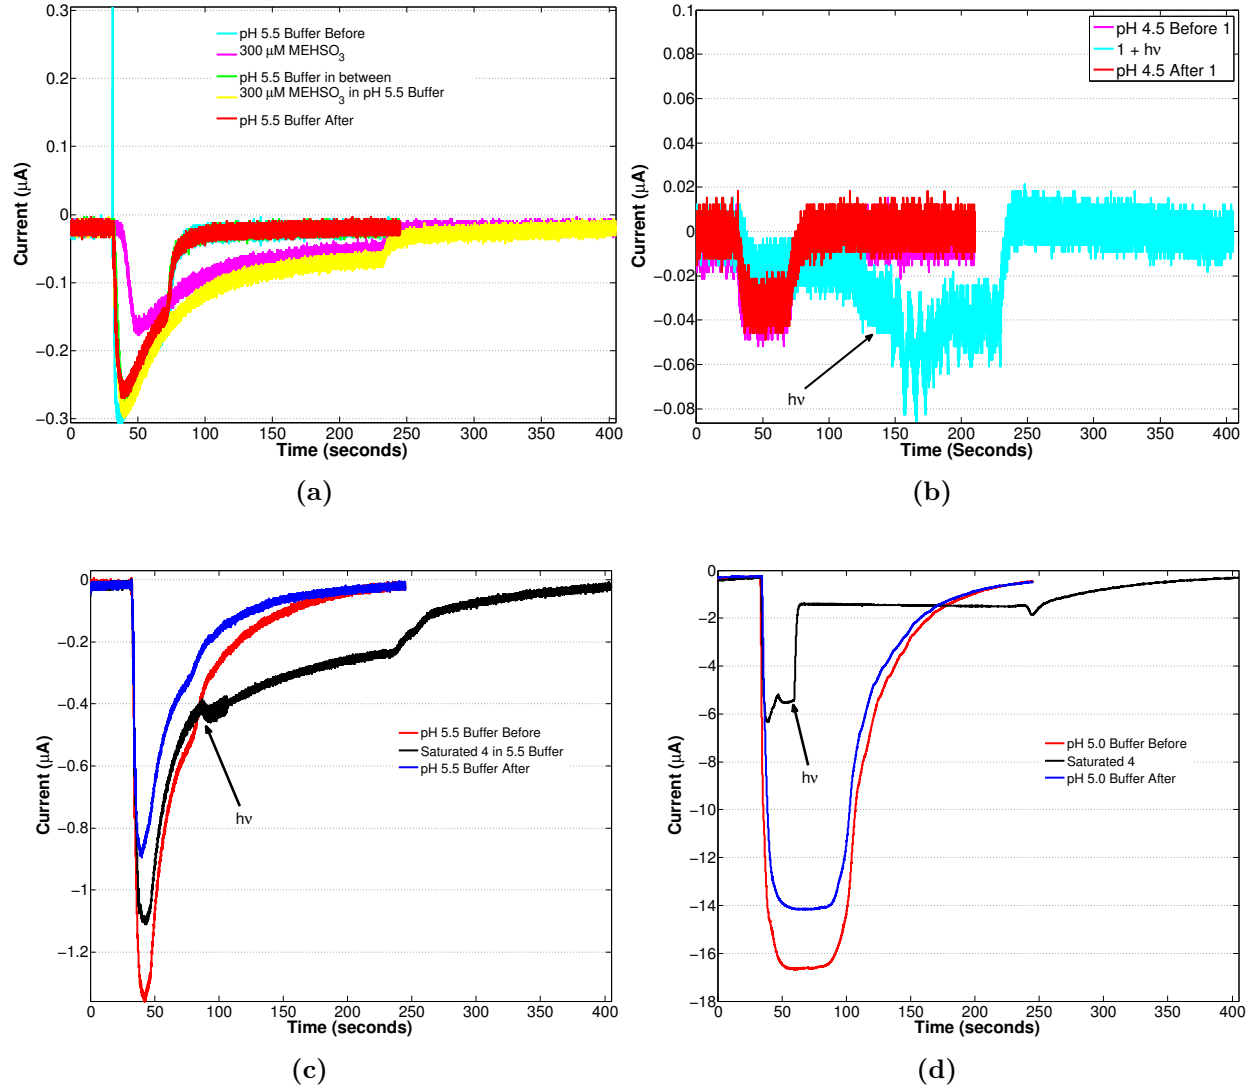 0.3
0.2
0.1
0
−0.1
−0.2
−0.3
Current (μA)
pH 5.5 Buffer Before
300 μM MEHSO3
pH 5.5 Buffer in between
300 μM MEHSO3 in pH 5.5 Buffer
pH 5.5 Buffer After
0 50 100 150 200 250 300 350 400
Time (seconds)
(a)
0.1
0.08
0.06
0.04
0.02
0
−0.02
−0.04
−0.06
−0.08
Current (μA)
pH 4.5 Before 1
1 + hν
pH 4.5 After 1
hν
0 50 100 150 200 250 300 350 400
Time (Seconds)
(b)
0
−0.2
−0.4
−0.6
−0.8
−1
−1.2
Current (μA)
pH 5.5 Buffer Before
Saturated 4 in 5.5 Buffer
pH 5.5 Buffer After
hν
0 50 100 150 200 250 300 350 400
Time (seconds)
(c)
0
−2
−4
−6
−8
−10
−12
−14
−16
−18
Current (μA)
pH 5.0 Buffer Before
Saturated 4
pH 5.0 Buffer After
hν
0 50 100 150 200 250 300 350 400
Time (seconds)
(d)